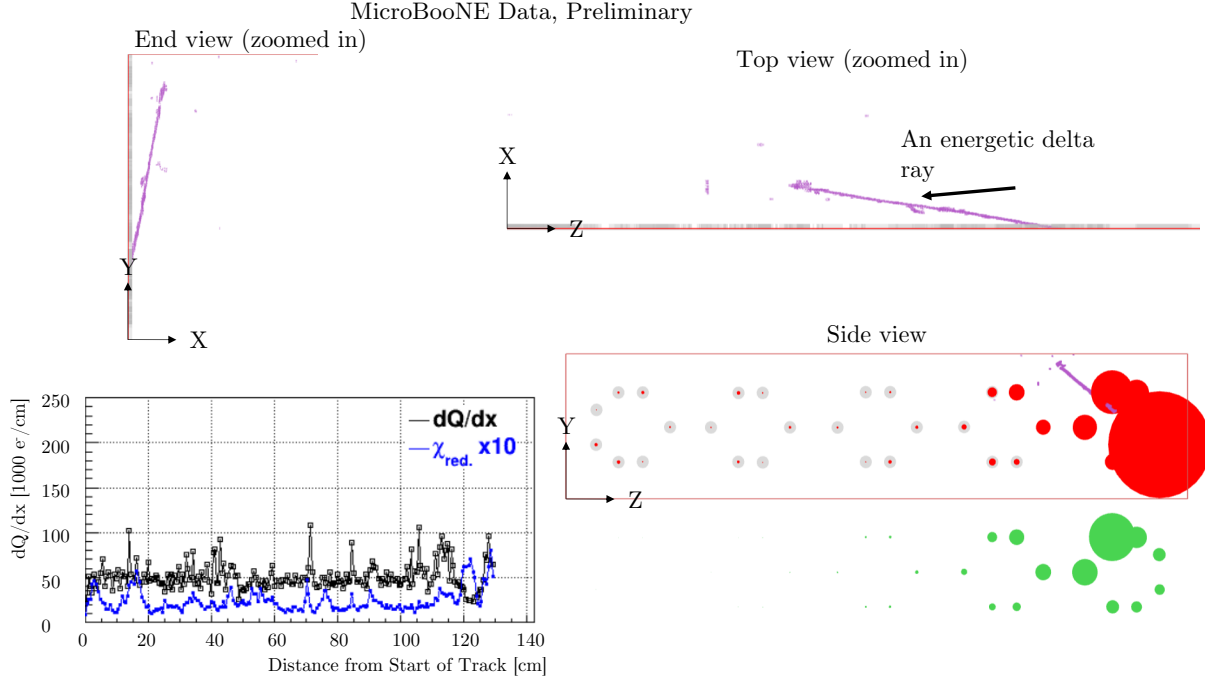 MicroBooNE Data, Preliminary
End view (zoomed in)
Top view (zoomed in)
An energetic delta
ray
X
Z
Y
X
Side view
Y
Z
dQ/dx [1000 e⁻/cm]
250
200
150
100
50
0
dQ/dx
χred. x10
0 20 40 60 80 100 120 140
Distance from Start of Track [cm]